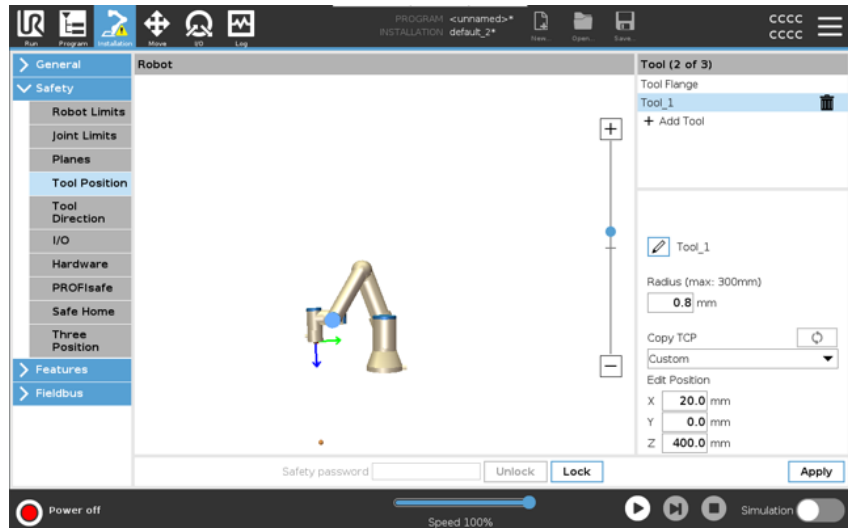 PROGRAM <unnamed>*
INSTALLATION default_2*
cccc
cccc
Run
Program
Installation
Move
I/O
Log
New...
Open...
Save...
General
Safety
Robot Limits
Joint Limits
Planes
Tool Position
Tool
Direction
I/O
Hardware
PROFIsafe
Safe Home
Three
Position
Features
Fieldbus
Robot
Tool (2 of 3)
Tool Flange
Tool_1
+ Add Tool
Tool_1
Radius (max: 300mm)
0.8 mm
Copy TCP
Custom
Edit Position
X 20.0 mm
Y 0.0 mm
Z 400.0 mm
Safety password
Unlock
Lock
Apply
Power off
Speed 100%
Simulation